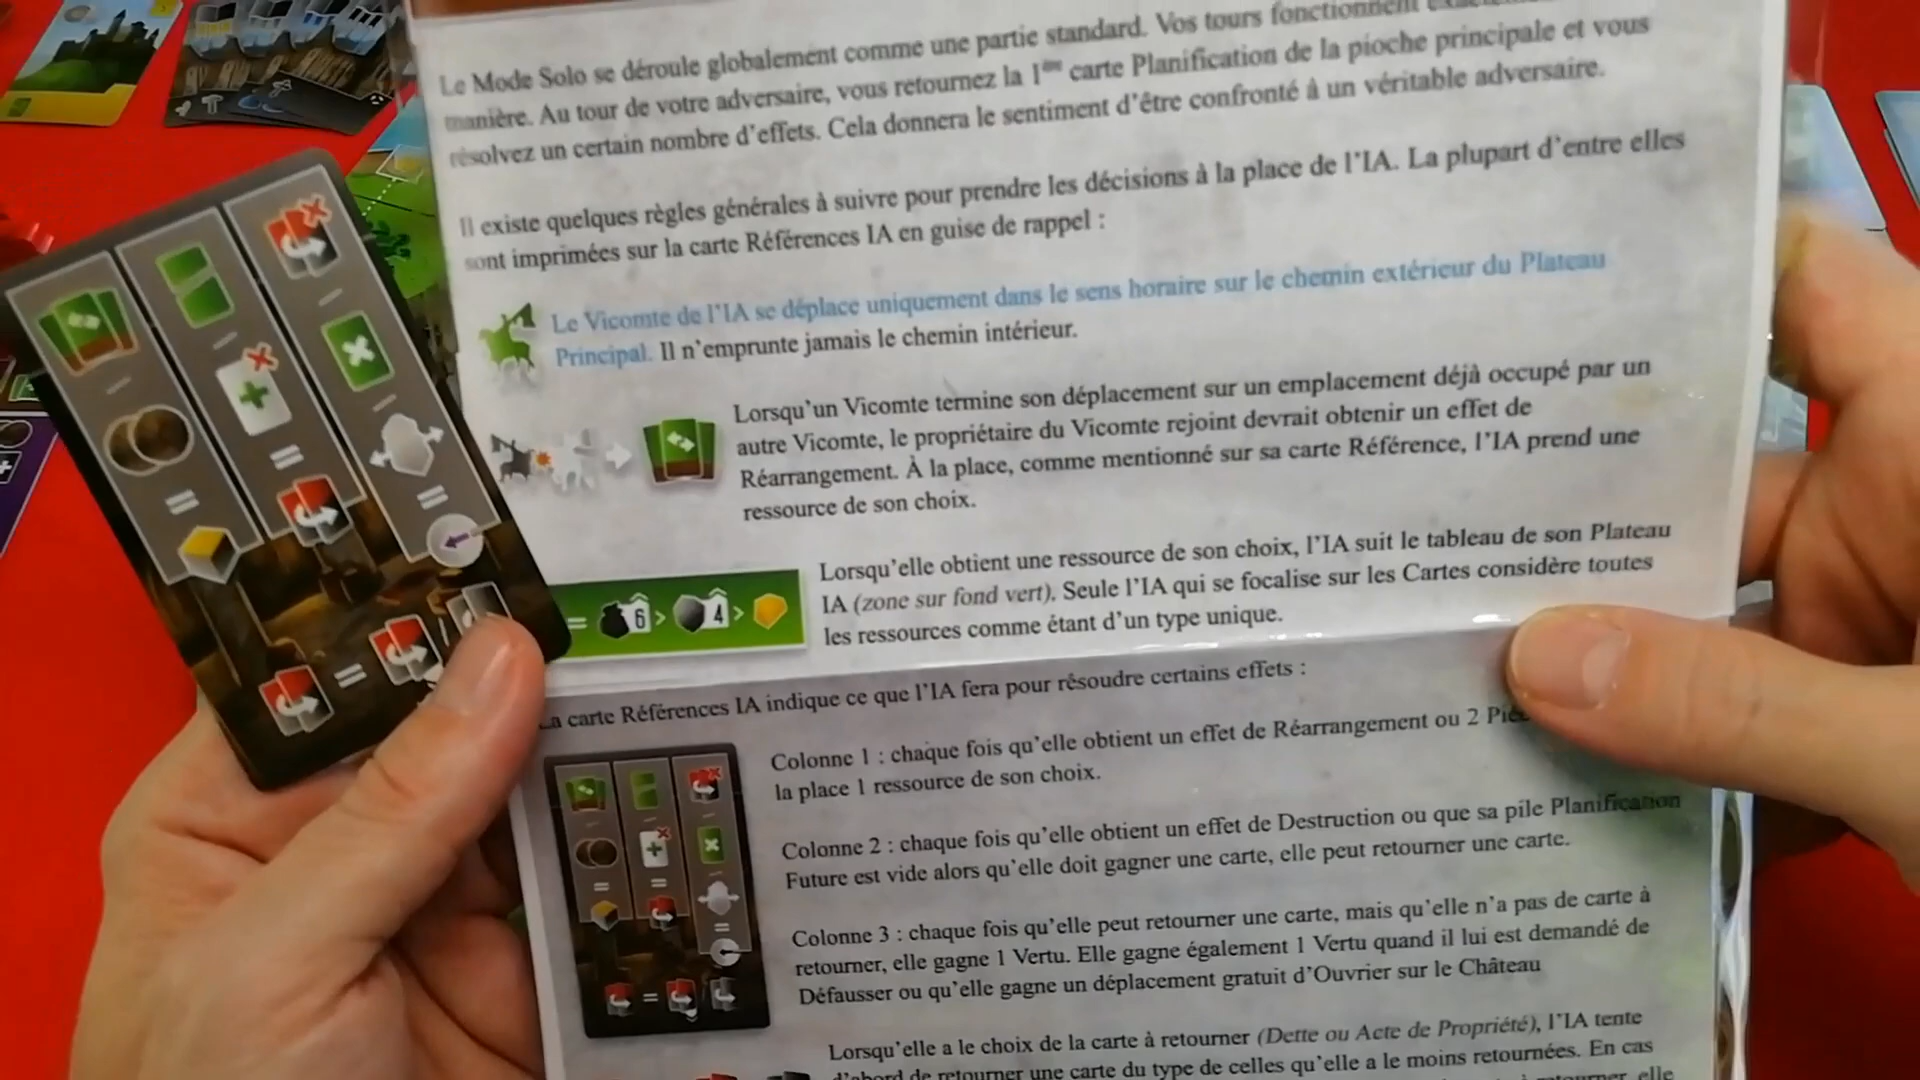 Le Mode Solo se déroule globalement comme une partie standard. Vos tours fonctionnent
manière. Au tour de votre adversaire, vous retournez la 1ère carte Planification de la pioche principale et vous
résolvez un certain nombre d'effets. Cela donnera le sentiment d'être confronté à un véritable adversaire.
Il existe quelques règles générales à suivre pour prendre les décisions à la place de l'IA. La plupart d'entre elles
sont imprimées sur la carte Références IA en guise de rappel :
Le Vicomte de l'IA se déplace uniquement dans le sens horaire sur le chemin extérieur du Plateau
Principal. Il n'emprunte jamais le chemin intérieur.
Lorsqu'un Vicomte termine son déplacement sur un emplacement déjà occupé par un
autre Vicomte, le propriétaire du Vicomte rejoint devrait obtenir un effet de
Réarrangement. À la place, comme mentionné sur sa carte Référence, l'IA prend une
ressource de son choix.
Lorsqu'elle obtient une ressource de son choix, l'IA suit le tableau de son Plateau
IA (zone sur fond vert). Seule l'IA qui se focalise sur les Cartes considère toutes
les ressources comme étant d'un type unique.
= 6 > 4 >
La carte Références IA indique ce que l'IA fera pour résoudre certains effets :
Colonne 1 : chaque fois qu'elle obtient un effet de Réarrangement ou 2
la place 1 ressource de son choix.
Colonne 2 : chaque fois qu'elle obtient un effet de Destruction ou que sa pile Planification
Future est vide alors qu'elle doit gagner une carte, elle peut retourner une carte.
Colonne 3 : chaque fois qu'elle peut retourner une carte, mais qu'elle n'a pas de carte à
retourner, elle gagne 1 Vertu. Elle gagne également 1 Vertu quand il lui est demandé de
Défausser ou qu'elle gagne un déplacement gratuit d'Ouvrier sur le Château
Lorsqu'elle a le choix de la carte à retourner (Dette ou Acte de Propriété), l'IA tente
d'abord de retourner une carte du type de celles qu'elle a le moins retournées. En cas
elle